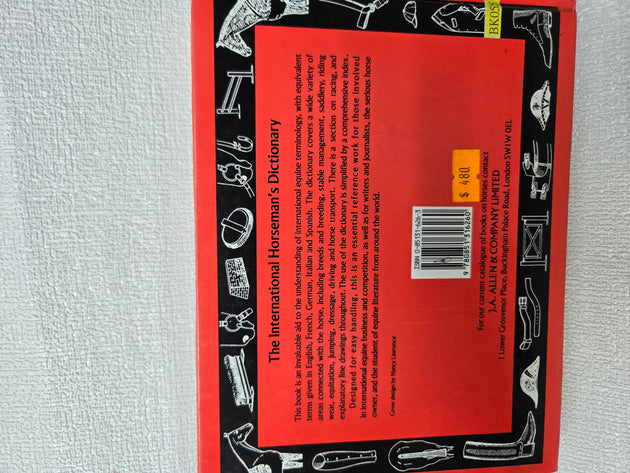 The International Horseman's Dictionary
This book is an invaluable aid to the understanding of international equine terminology, with equivalent
terms given in English, French, German, Italian and Spanish. The dictionary covers a wide variety of
areas connected with the horse, including breeds and breeding, stable management, saddlery, riding
wear, equitation, jumping, dressage, driving and horse transport. There is a section on racing, and
explanatory line drawings throughout. The use of the dictionary is simplified by a comprehensive index.
Designed for easy handling, this is an essential reference work for those involved
in international equine business and competition, as well as for writers and journalists, the serious horse
owner, and the student of equine literature from around the world.
Cover design by Nancy Lawrence
ISBN 0-85131-626-3
9 780851 316260
$ 480
For our current catalogue of books on horses contact
J.A. ALLEN & COMPANY LIMITED
1 Lower Grosvenor Place, Buckingham Palace Road, London SW1W OEL